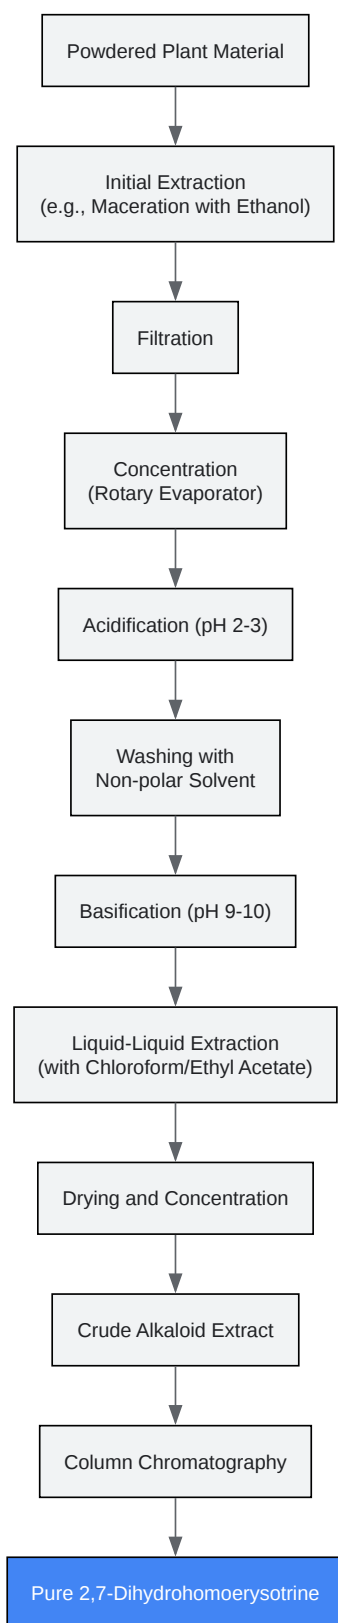 Powdered Plant Material
Initial Extraction
(e.g., Maceration with Ethanol)
Filtration
Concentration
(Rotary Evaporator)
Acidification (pH 2-3)
Washing with
Non-polar Solvent
Basification (pH 9-10)
Liquid-Liquid Extraction
(with Chloroform/Ethyl Acetate)
Drying and Concentration
Crude Alkaloid Extract
Column Chromatography
Pure 2,7-Dihydrohomoerysotrine